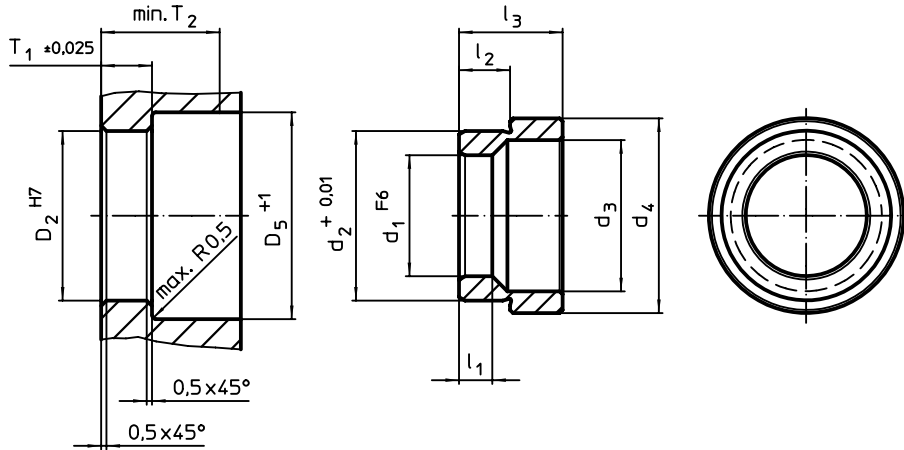 min. T2
T1 ±0,025
D2 H7
D5 +1
max. R0,5
0,5x45°
0,5x45°
l3
l2
d2 + 0,01
d1 F6
d3
d4
l1